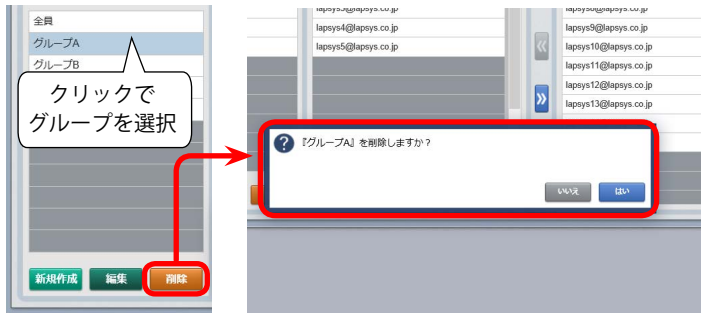 全員
グループA
グループB
クリックで
グループを選択
新規作成
編集
削除
lapsys4@lapsys.co.jp
lapsys5@lapsys.co.jp
lapsys9@lapsys.co.jp
lapsys10@lapsys.co.jp
lapsys11@lapsys.co.jp
lapsys12@lapsys.co.jp
lapsys13@lapsys.co.jp
『グループA』を削除しますか?
いいえ
はい